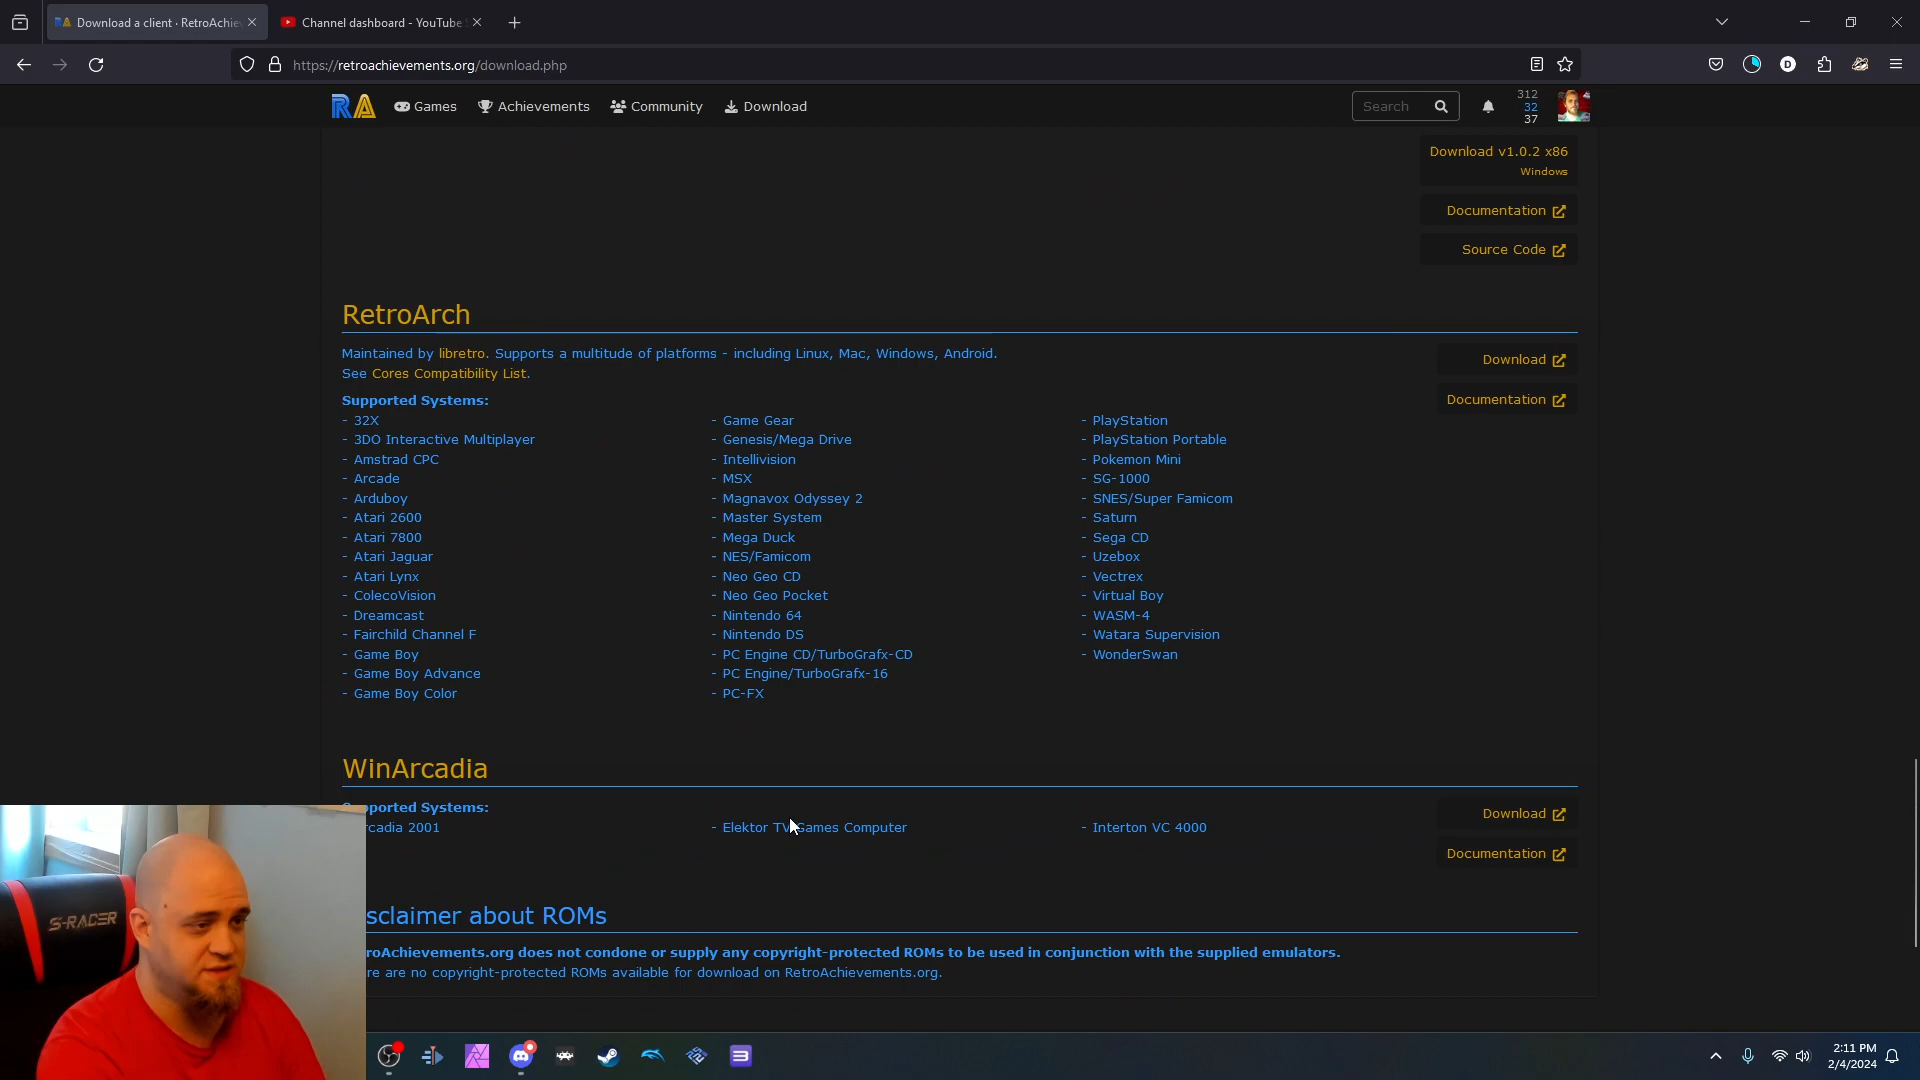 Download a client · RetroAchie
Channel dashboard - YouTube
https://retroachievements.org/download.php
RA
Games
Achievements
Community
Download
Search
312
32
37
Download v1.0.2 x86
Windows
Documentation
Source Code
RetroArch
Maintained by libretro. Supports a multitude of platforms - including Linux, Mac, Windows, Android.
See Cores Compatibility List.
Download
Documentation
Supported Systems:
- 32X
- 3DO Interactive Multiplayer
- Amstrad CPC
- Arcade
- Arduboy
- Atari 2600
- Atari 7800
- Atari Jaguar
- Atari Lynx
- ColecoVision
- Dreamcast
- Fairchild Channel F
- Game Boy
- Game Boy Advance
- Game Boy Color
- Game Gear
- Genesis/Mega Drive
- Intellivision
- MSX
- Magnavox Odyssey 2
- Master System
- Mega Duck
- NES/Famicom
- Neo Geo CD
- Neo Geo Pocket
- Nintendo 64
- Nintendo DS
- PC Engine CD/TurboGrafx-CD
- PC Engine/TurboGrafx-16
- PC-FX
- PlayStation
- PlayStation Portable
- Pokemon Mini
- SG-1000
- SNES/Super Famicom
- Saturn
- Sega CD
- Uzebox
- Vectrex
- Virtual Boy
- WASM-4
- Watara Supervision
- WonderSwan
WinArcadia
pported Systems:
rcadia 2001
- Elektor TV Games Computer
- Interton VC 4000
Download
Documentation
sclaimer about ROMs
roAchievements.org does not condone or supply any copyright-protected ROMs to be used in conjunction with the supplied emulators.
re are no copyright-protected ROMs available for download on RetroAchievements.org.
S-RACER
2:11 PM
2/4/2024